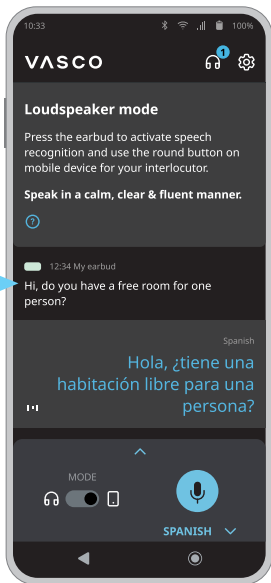 10:33 100%
VASCO 1
Loudspeaker mode
Press the earbud to activate speech
recognition and use the round button on
mobile device for your interlocutor.
Speak in a calm, clear & fluent manner.
?
12:34 My earbud
Hi, do you have a free room for one
person?
Spanish
Hola, ¿tiene una
habitación libre para una
persona?
MODE
SPANISH